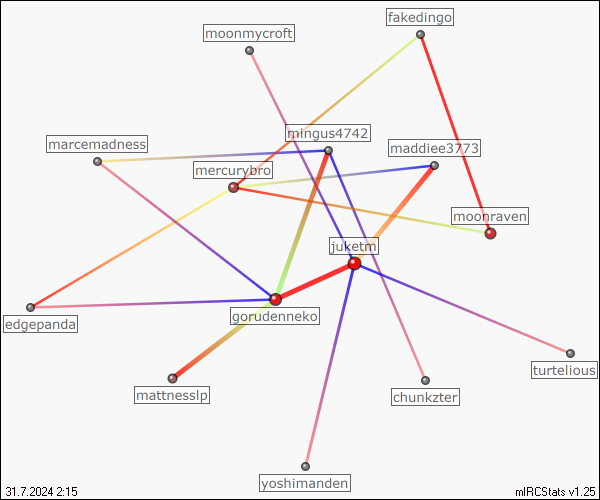 fakedingo
moonmycroft
mingus4742
marcemadness
maddiee3773
mercurybro
moonraven
juketm
gorudenneko
edgepanda
turtelious
mattnesslp
chunkzter
yoshimanden
31.7.2024 2:15
mIRCStats v1.25